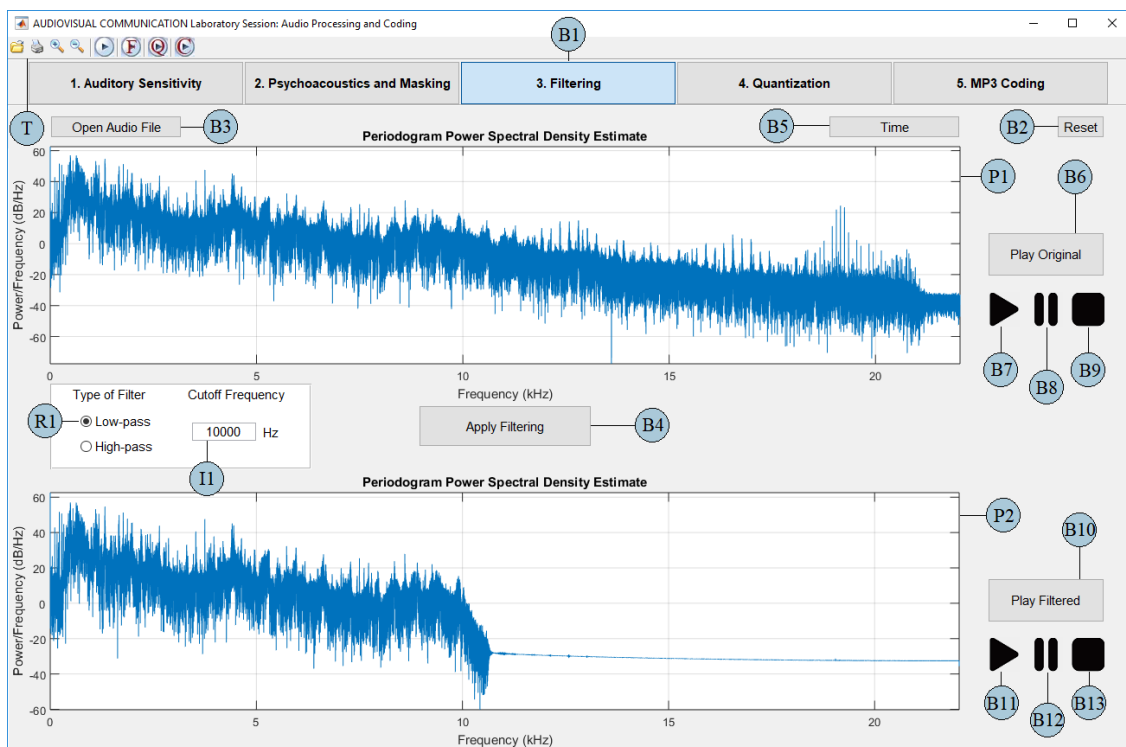 AUDIOVISUAL COMMUNICATION Laboratory Session: Audio Processing and Coding
B1
F Q C
1. Auditory Sensitivity 2. Psychoacoustics and Masking 3. Filtering 4. Quantization 5. MP3 Coding
T Open Audio File B3 B5 Time B2 Reset
Periodogram Power Spectral Density Estimate
60
40
20
0
-20
-40
-60
Power/Frequency (dB/Hz)
0 5 10 15 20
Frequency (kHz)
P1 B6
Play Original
B7 B8 B9
Type of Filter Cutoff Frequency
R1 Low-pass 10000 Hz
High-pass
I1
Apply Filtering B4
Periodogram Power Spectral Density Estimate
60
40
20
0
-20
-40
-60
Power/Frequency (dB/Hz)
0 5 10 15 20
Frequency (kHz)
P2 B10
Play Filtered
B11 B12 B13